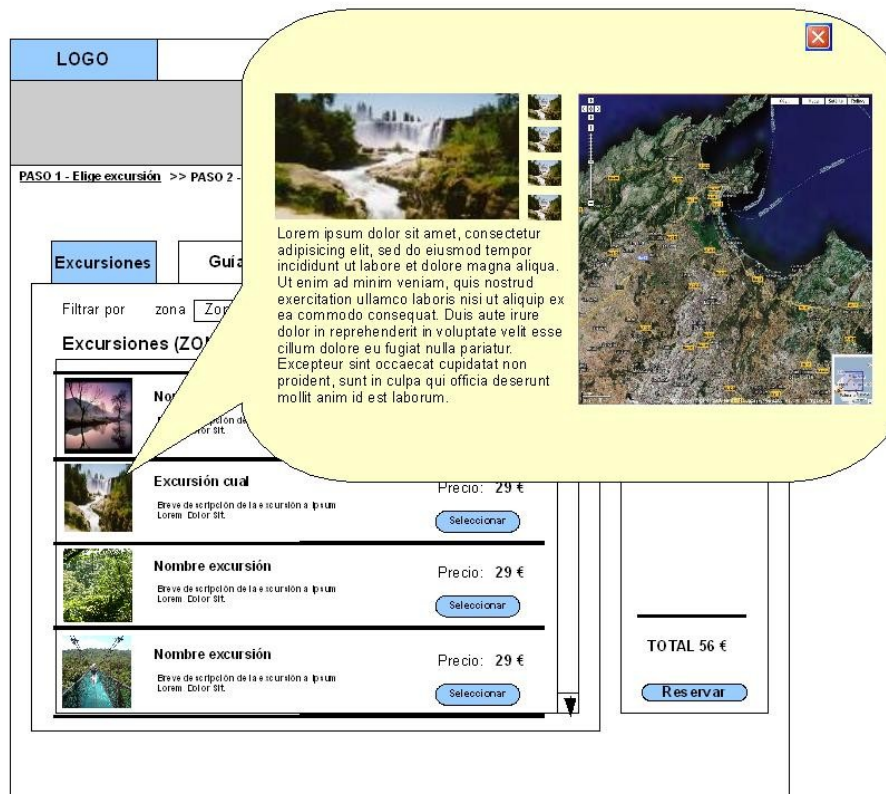 LOGO
PASO 1 - Elige excursión >> PASO 2 -
Lorem ipsum dolor sit amet, consectetur
adipisicing elit, sed do eiusmod tempor
incididunt ut labore et dolore magna aliqua.
Ut enim ad minim veniam, quis nostrud
exercitation ullamco laboris nisi ut aliquip ex
ea commodo consequat. Duis aute irure
dolor in reprehenderit in voluptate velit esse
cillum dolore eu fugiat nulla pariatur.
Excepteur sint occaecat cupidatat non
proident, sunt in culpa qui officia deserunt
mollit anim id est laborum.
Excursiones
Guía
Filtrar por zona Zon
Excursiones (ZO
No
Excursión cual
Breve descripción de la excursión a Ipsum
Lorem Dolor Sit.
Precio: 29 €
Seleccionar
Nombre excursión
Breve descripción de la excursión a Ipsum
Lorem Dolor Sit.
Precio: 29 €
Seleccionar
Nombre excursión
Breve descripción de la excursión a Ipsum
Lorem Dolor Sit.
Precio: 29 €
Seleccionar
TOTAL 56 €
Reservar